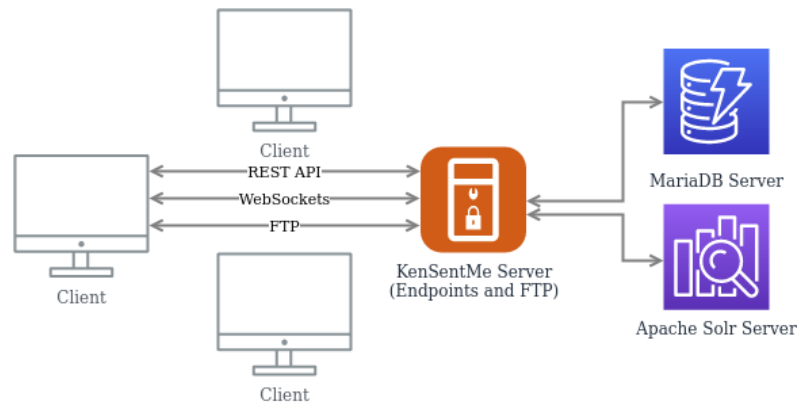 Client
REST API
WebSockets
FTP
Client
Client
KenSentMe Server
(Endpoints and FTP)
MariaDB Server
Apache Solr Server